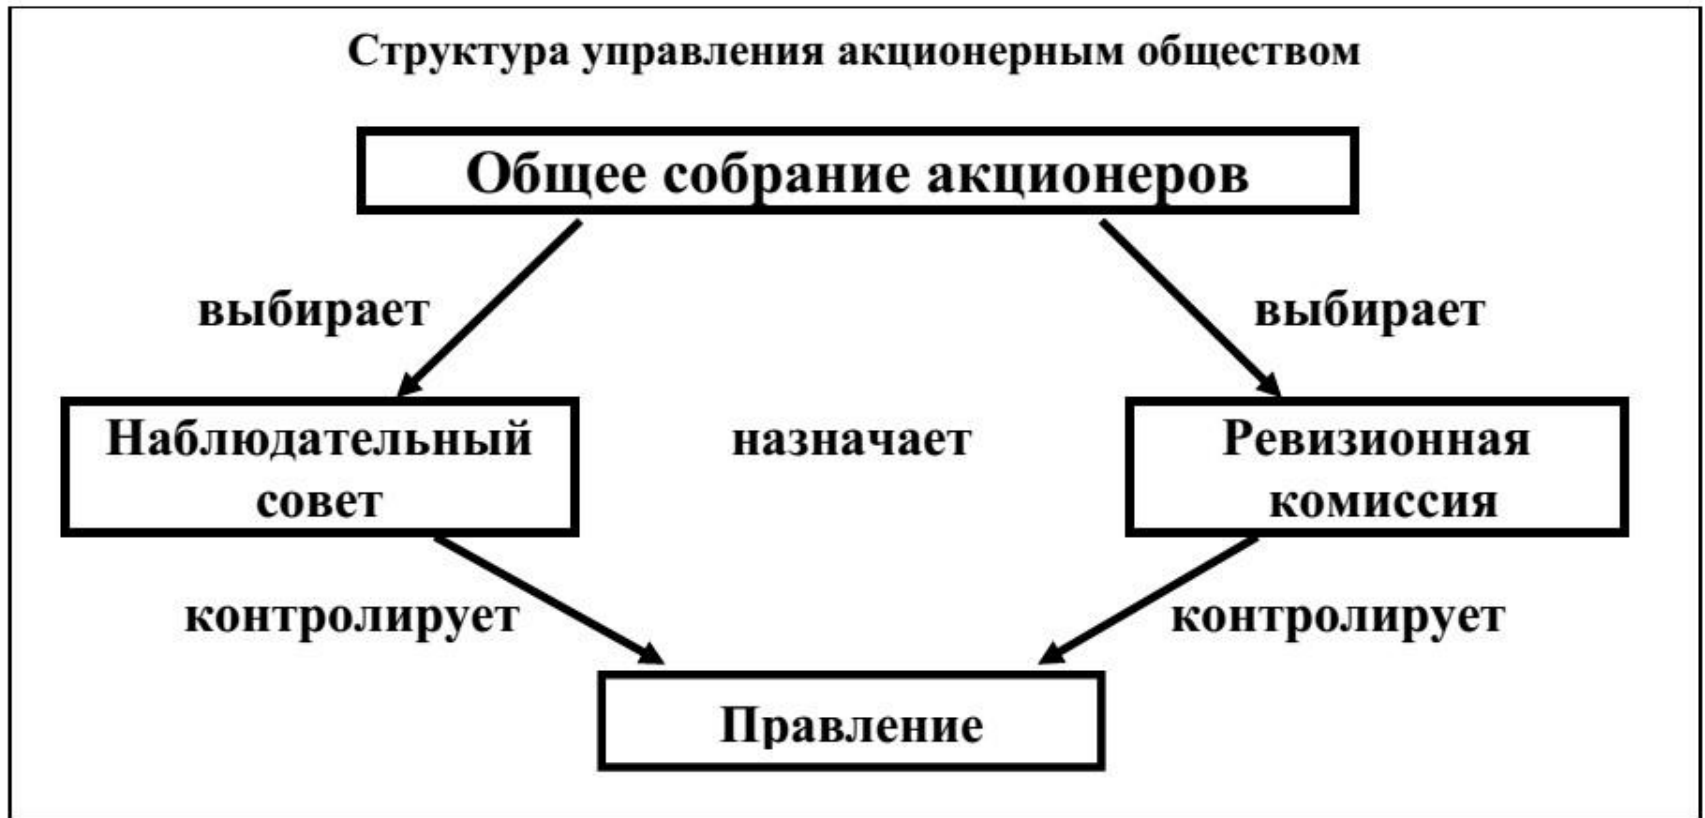 Структура управления акционерным обществом
Общее собрание акционеров
выбирает
выбирает
Наблюдательный
совет
назначает
Ревизионная
комиссия
контролирует
контролирует
Правление